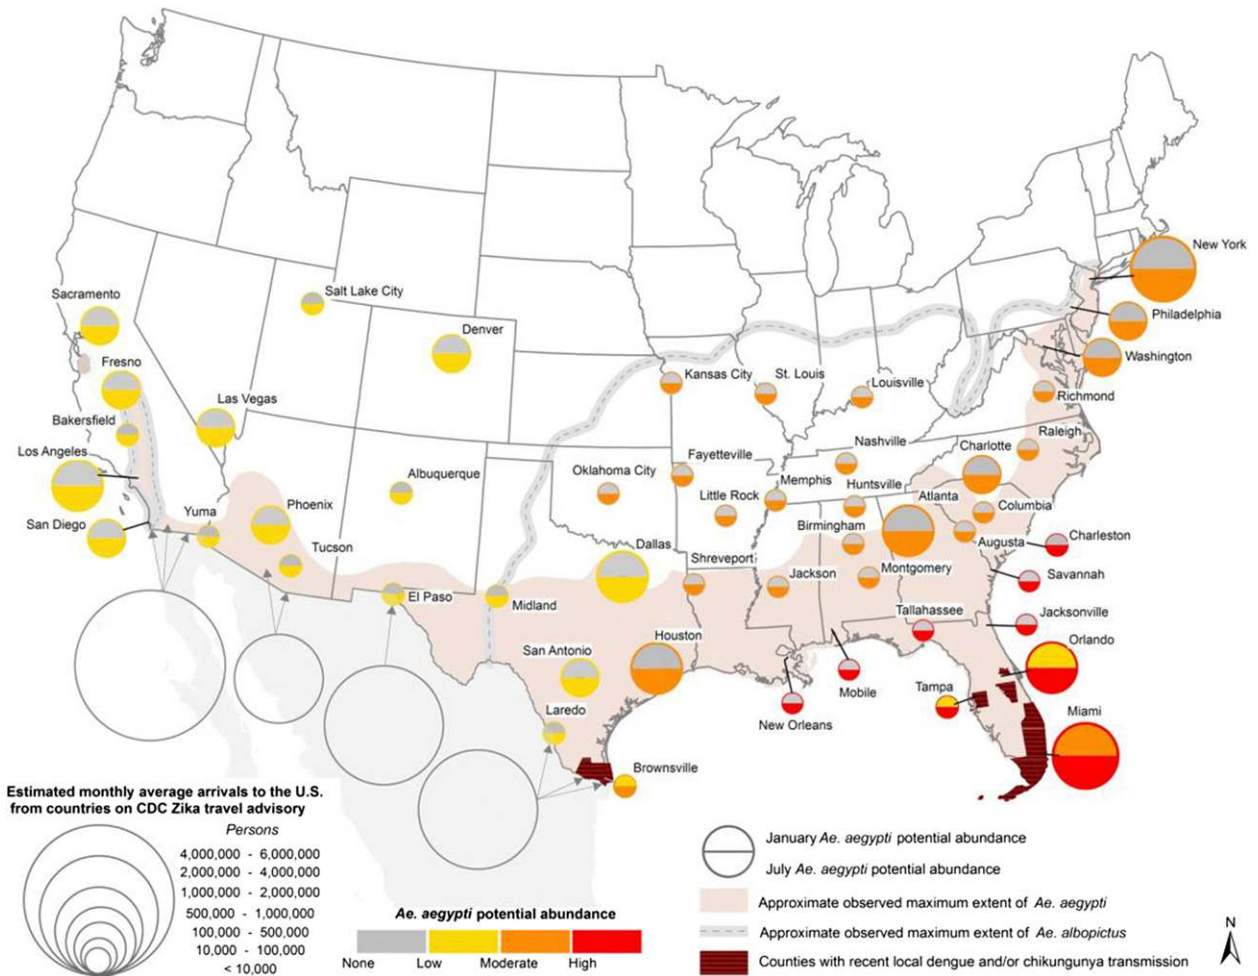 New York
Philadelphia
Washington
Sacramento
Salt Lake City
Denver
Fresno
Kansas City
St. Louis
Louisville
Richmond
Las Vegas
Bakersfield
Raleigh
Los Angeles
Nashville
Charlotte
Fayetteville
Albuquerque
Oklahoma City
Memphis
Huntsville
Little Rock
Atlanta
Columbia
Phoenix
Yuma
San Diego
Birmingham
Charleston
Augusta
Tucson
Dallas
Shreveport
Jackson
Montgomery
Savannah
El Paso
Midland
Tallahassee
Jacksonville
Houston
Orlando
San Antonio
Tampa
Mobile
Miami
Laredo
New Orleans
Brownsville
Estimated monthly average arrivals to the U.S.
from countries on CDC Zika travel advisory
Persons
4,000,000 - 6,000,000
2,000,000 - 4,000,000
1,000,000 - 2,000,000
500,000 - 1,000,000
100,000 - 500,000
10,000 - 100,000
< 10,000
Ae. aegypti potential abundance
None Low Moderate High
January Ae. aegypti potential abundance
July Ae. aegypti potential abundance
Approximate observed maximum extent of Ae. aegypti
Approximate observed maximum extent of Ae. albopictus
Counties with recent local dengue and/or chikungunya transmission
N